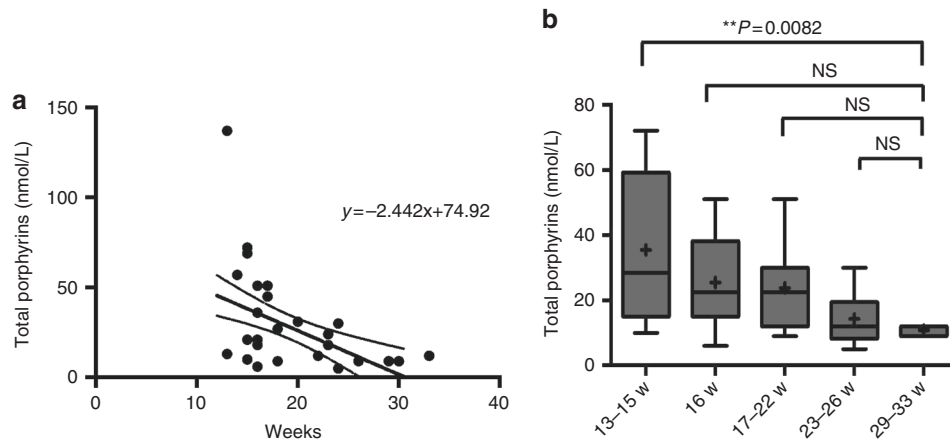 a
Total porphyrins (nmol/L)
150
100
50
0
y=–2.442x+74.92
0 10 20 30 40
Weeks
b
**P=0.0082
NS
NS
NS
Total porphyrins (nmol/L)
80
60
40
20
0
13–15 w
16 w
17–22 w
23–26 w
29–33 w